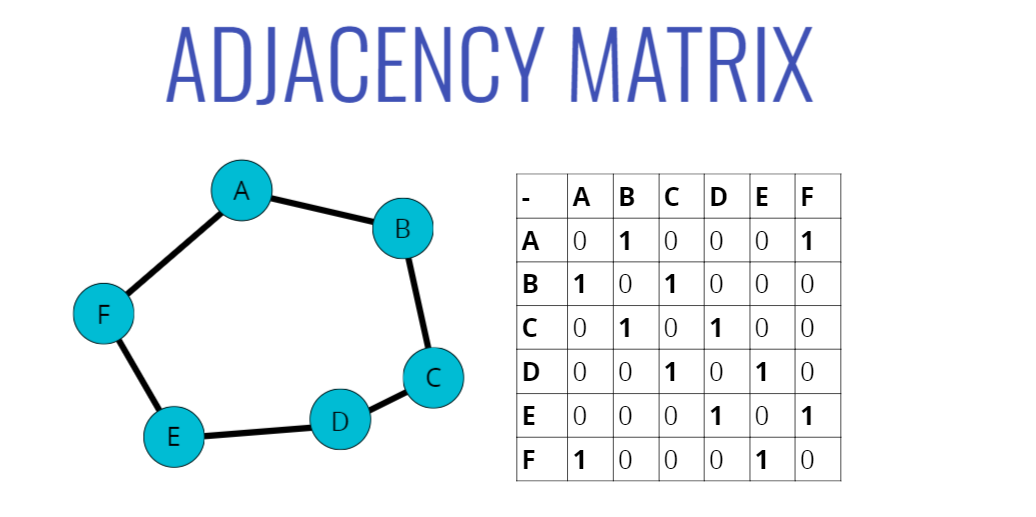 ADJACENCY MATRIX
A
B
F
C
D
E
- A B C D E F
A 0 1 0 0 0 1
B 1 0 1 0 0 0
C 0 1 0 1 0 0
D 0 0 1 0 1 0
E 0 0 0 1 0 1
F 1 0 0 0 1 0